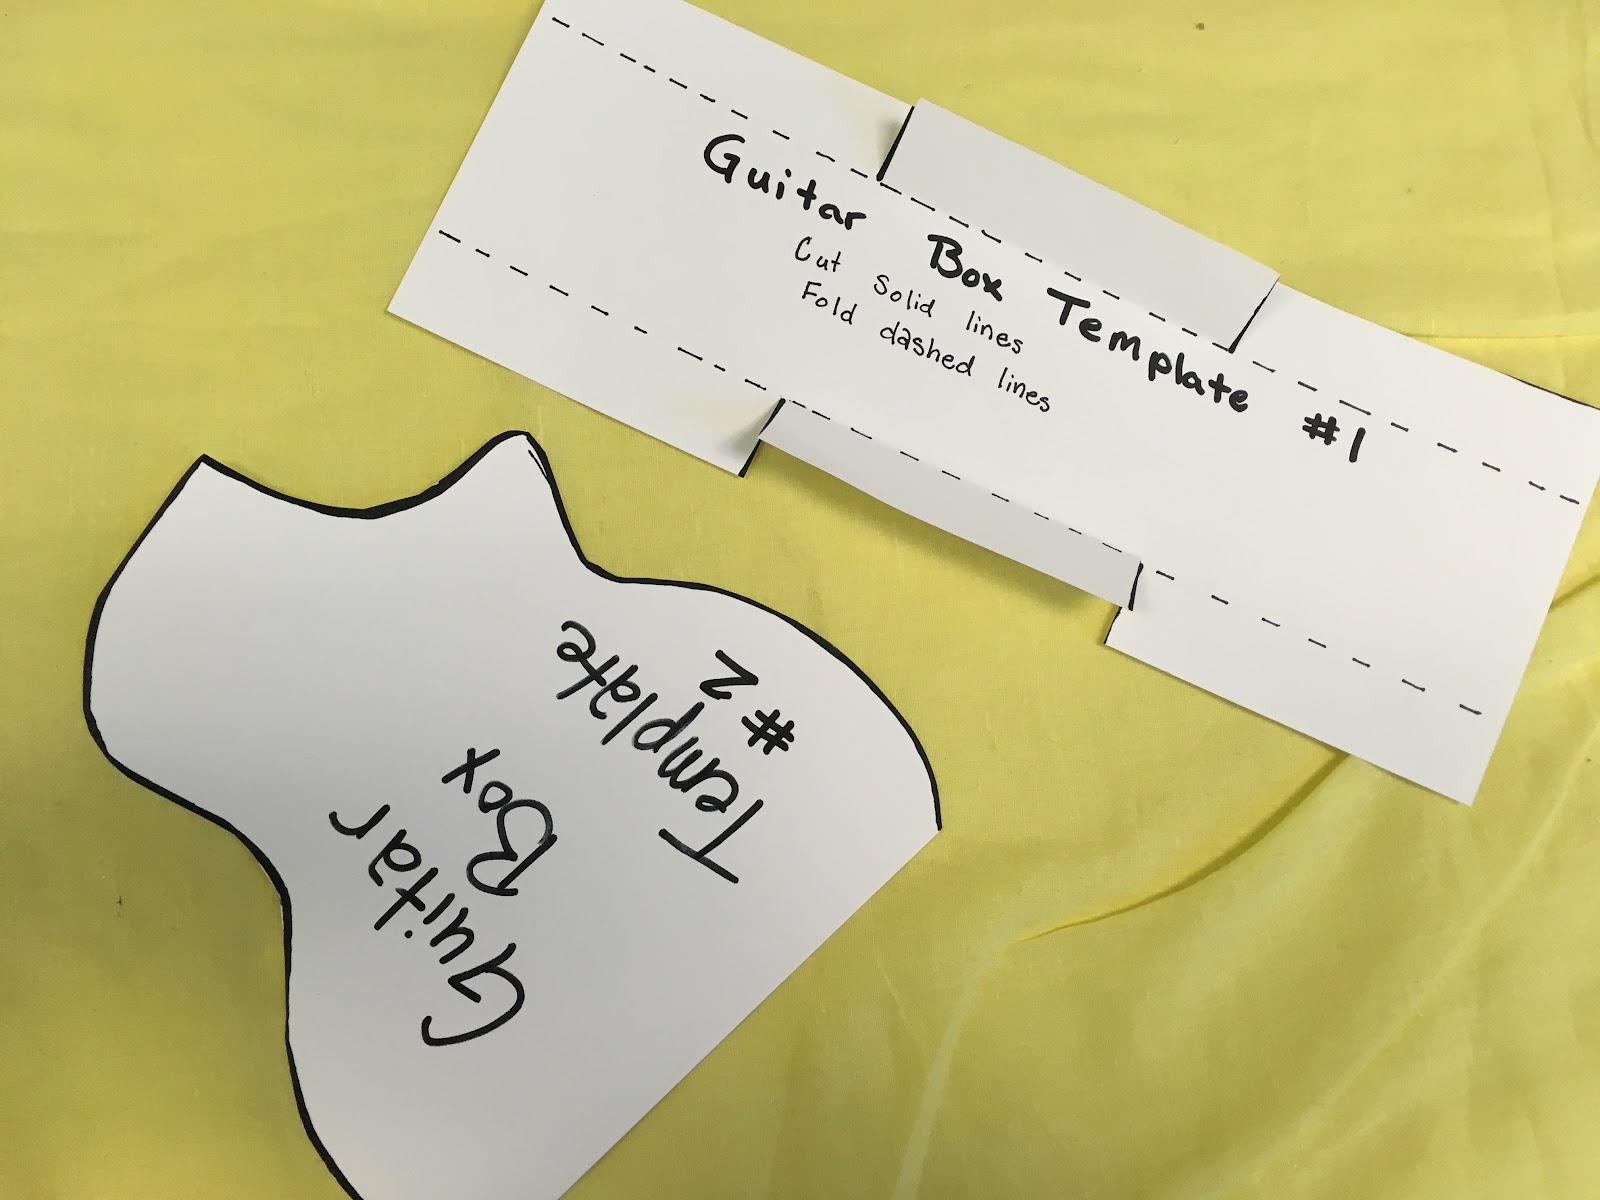 Guitar Box Template #1
Cut solid lines
Fold dashed lines
Guitar
Box
Template
#2